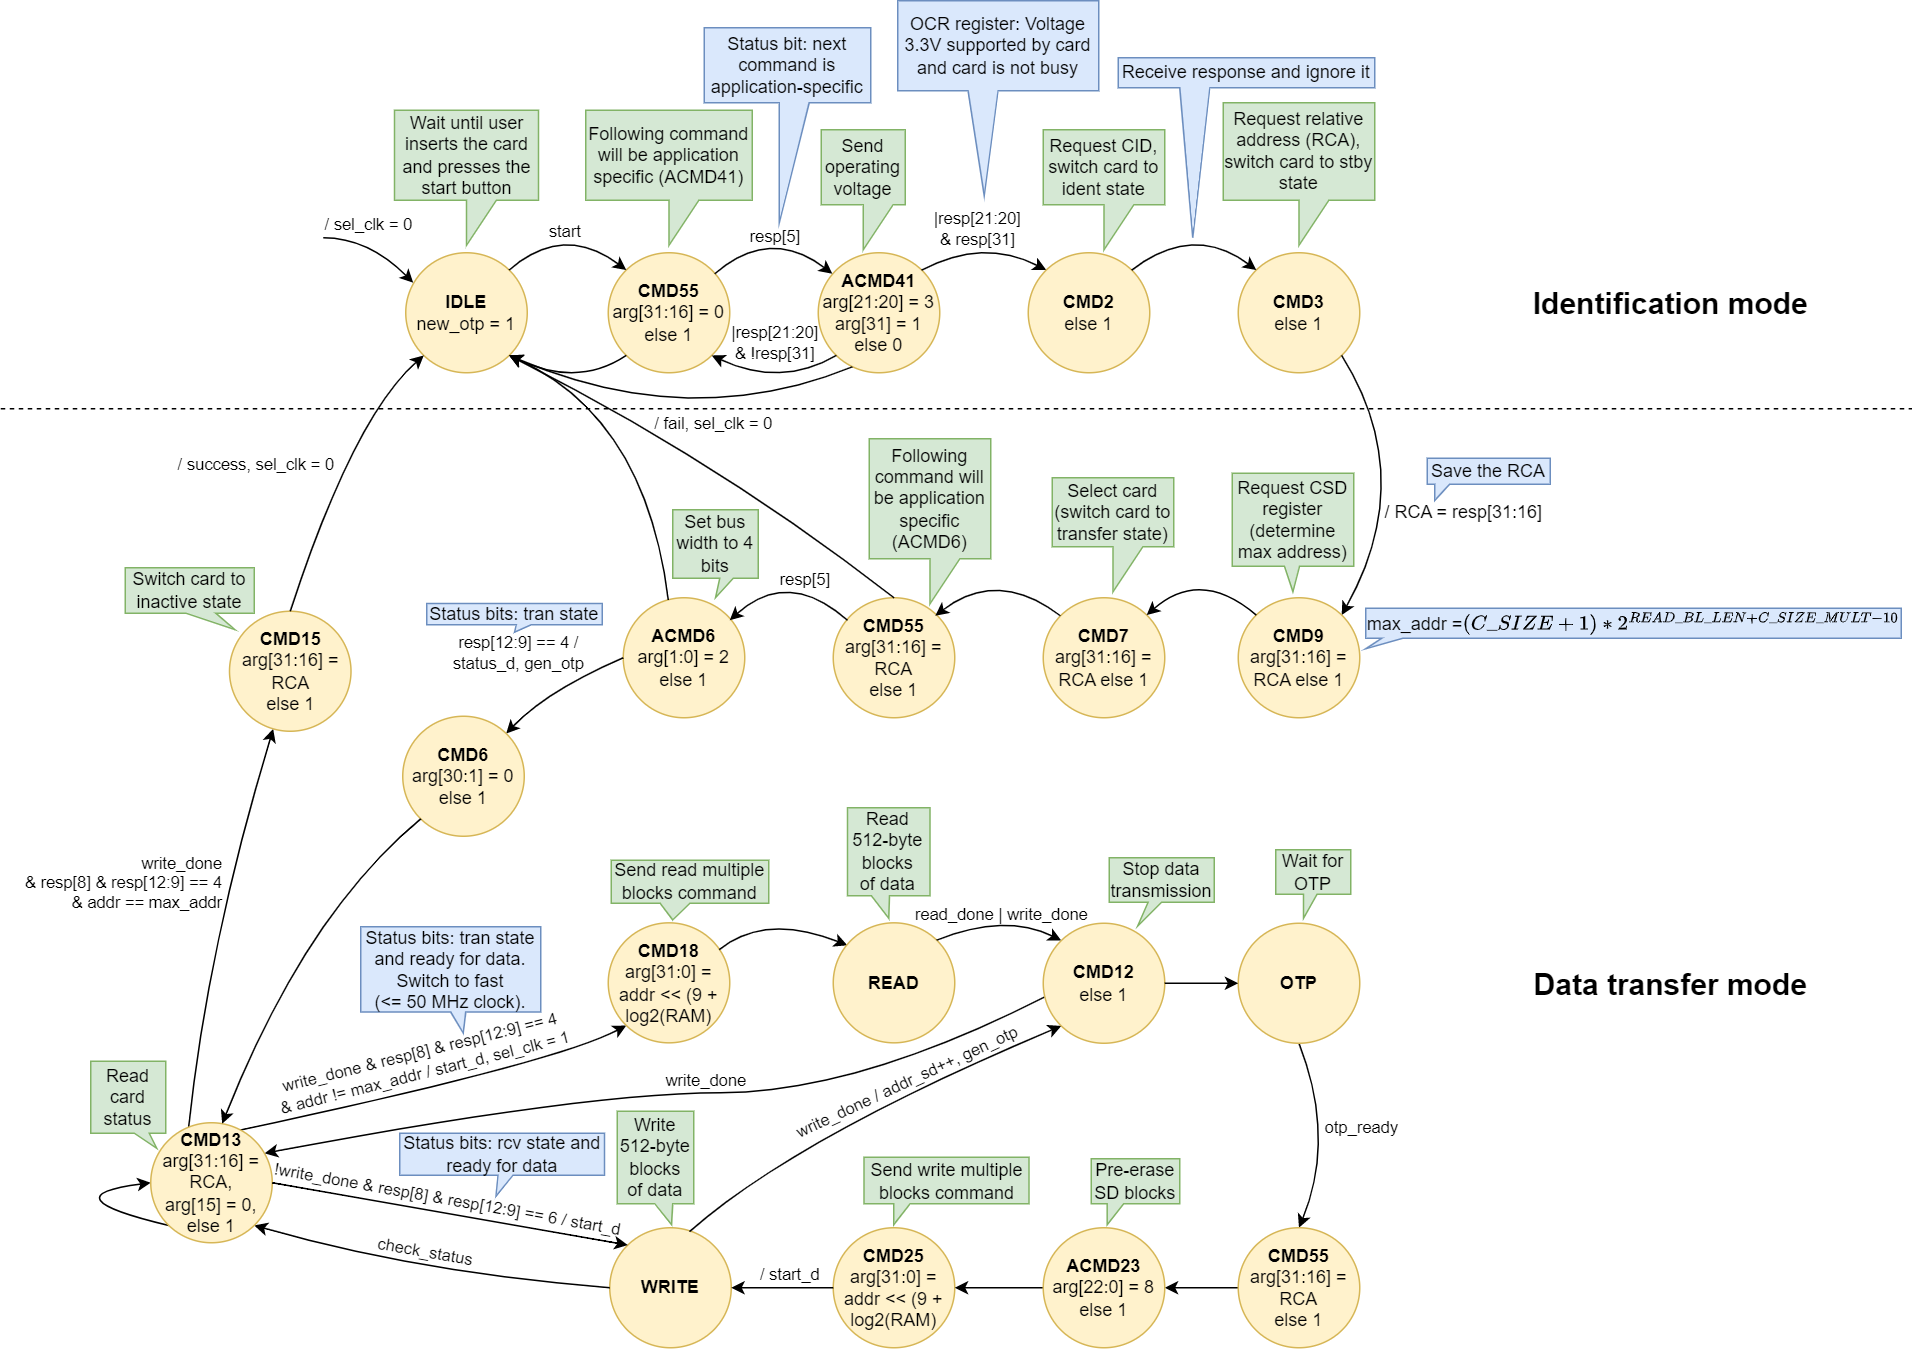 OCR register: Voltage
3.3V supported by card
and card is not busy
Status bit: next
command is
application-specific
Receive response and ignore it
Wait until user
inserts the card
and presses the
start button
Following command
will be application
specific (ACMD41)
Send
operating
voltage
Request CID,
switch card to
ident state
Request relative
address (RCA),
switch card to stby
state
/ sel_clk = 0
start
resp[5]
|resp[21:20]
& resp[31]
IDLE
new_otp = 1
CMD55
arg[31:16] = 0
else 1
|resp[21:20]
& !resp[31]
ACMD41
arg[21:20] = 3
arg[31] = 1
else 0
CMD2
else 1
CMD3
else 1
Identification mode
/ fail, sel_clk = 0
/ success, sel_clk = 0
Save the RCA
/ RCA = resp[31:16]
Following
command will
be application
specific
(ACMD6)
Select card
(switch card to
transfer state)
Request CSD
register
(determine
max address)
Set bus
width to 4
bits
Switch card to
inactive state
resp[5]
Status bits: tran state
resp[12:9] == 4 /
status_d, gen_otp
CMD15
arg[31:16] =
RCA
else 1
ACMD6
arg[1:0] = 2
else 1
CMD55
arg[31:16] =
RCA
else 1
CMD7
arg[31:16] =
RCA else 1
CMD9
arg[31:16] =
RCA else 1
max_addr =(C_SIZE + 1) * 2^{READ_BL_LEN+C_SIZE_MULT-10}
CMD6
arg[30:1] = 0
else 1
write_done
& resp[8] & resp[12:9] == 4
& addr == max_addr
Send read multiple
blocks command
Read
512-byte
blocks
of data
Stop data
transmission
Wait for
OTP
Status bits: tran state
and ready for data.
Switch to fast
(<= 50 MHz clock).
read_done | write_done
CMD18
arg[31:0] =
addr << (9 +
log2(RAM)
READ
CMD12
else 1
OTP
Data transfer mode
write_done & resp[8] & resp[12:9] == 4
& addr != max_addr / start_d, sel_clk = 1
write_done
write_done / addr_sd++, gen_otp
otp_ready
Read
card
status
CMD13
arg[31:16] =
RCA,
arg[15] = 0,
else 1
Status bits: rcv state and
ready for data
!write_done & resp[8] & resp[12:9] == 6 / start_d
check_status
Write
512-byte
blocks
of data
Send write multiple
blocks command
Pre-erase
SD blocks
WRITE
/ start_d
CMD25
arg[31:0] =
addr << (9 +
log2(RAM)
ACMD23
arg[22:0] = 8
else 1
CMD55
arg[31:16] =
RCA
else 1